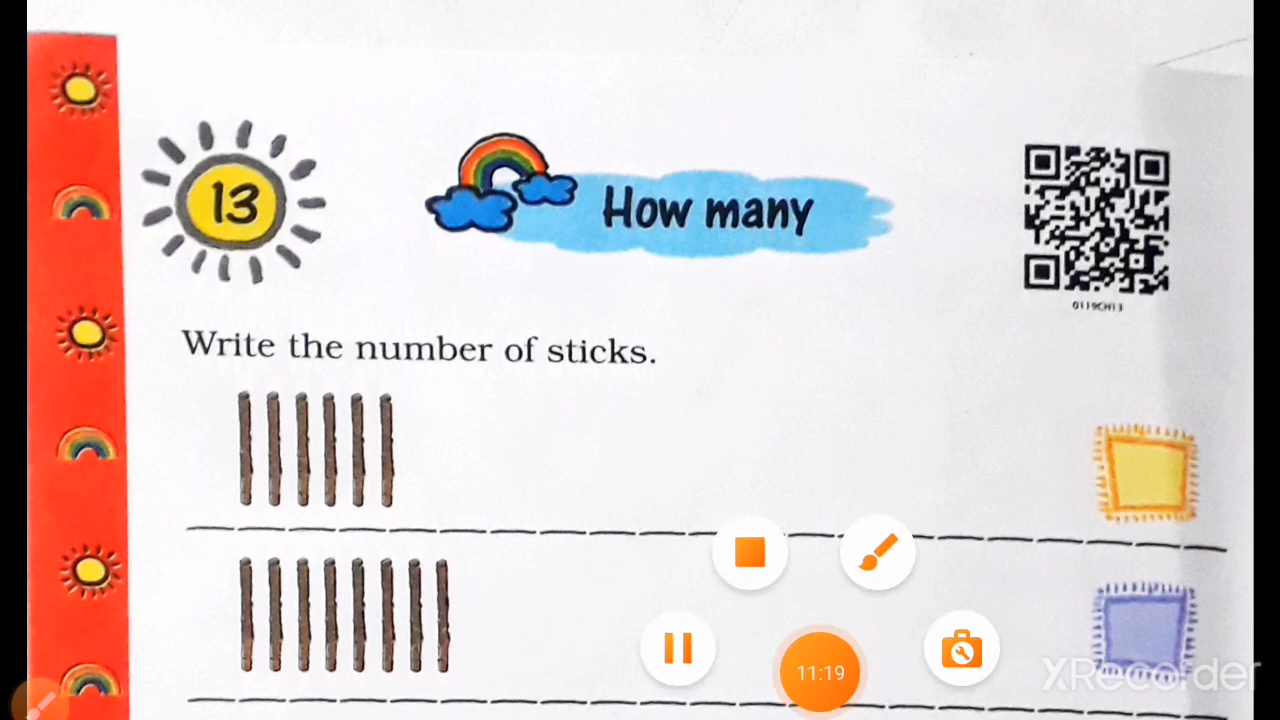 13
How many
0119CH13
Write the number of sticks.
11:19
XRecorder